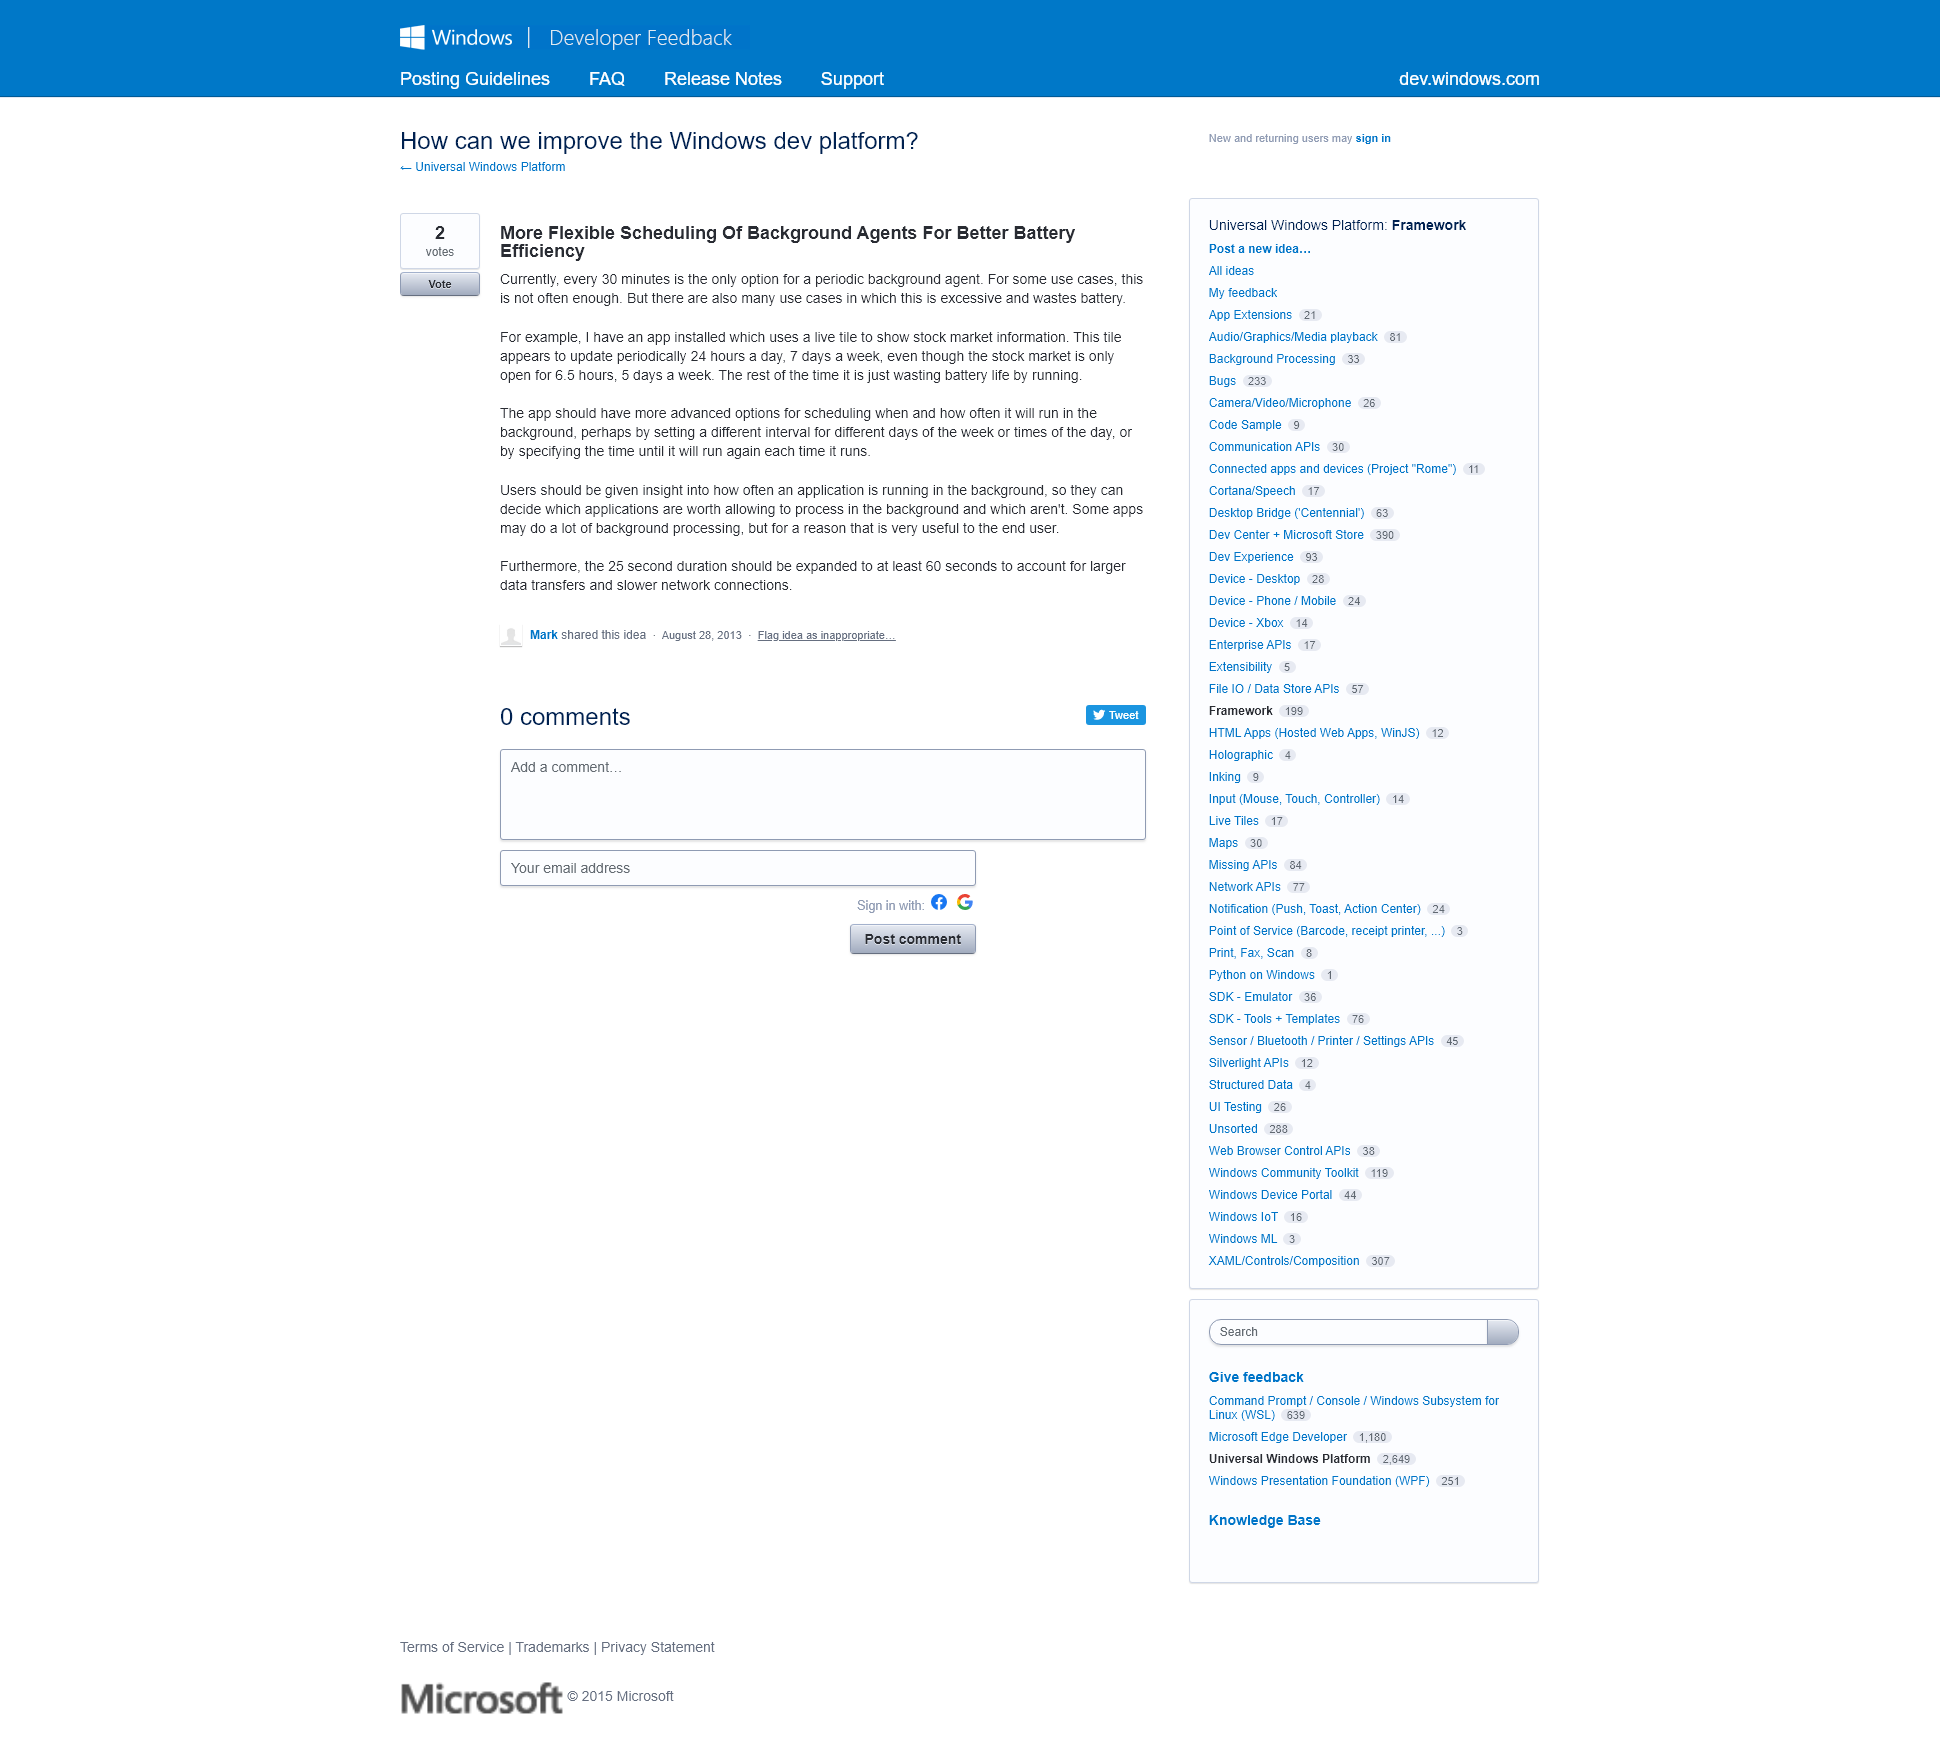 Windows | Developer Feedback
Posting Guidelines FAQ Release Notes Support dev.windows.com
How can we improve the Windows dev platform?
← Universal Windows Platform
New and returning users may sign in
2
votes
Vote
More Flexible Scheduling Of Background Agents For Better Battery
Efficiency
Currently, every 30 minutes is the only option for a periodic background agent. For some use cases, this
is not often enough. But there are also many use cases in which this is excessive and wastes battery.
For example, I have an app installed which uses a live tile to show stock market information. This tile
appears to update periodically 24 hours a day, 7 days a week, even though the stock market is only
open for 6.5 hours, 5 days a week. The rest of the time it is just wasting battery life by running.
The app should have more advanced options for scheduling when and how often it will run in the
background, perhaps by setting a different interval for different days of the week or times of the day, or
by specifying the time until it will run again each time it runs.
Users should be given insight into how often an application is running in the background, so they can
decide which applications are worth allowing to process in the background and which aren't. Some apps
may do a lot of background processing, but for a reason that is very useful to the end user.
Furthermore, the 25 second duration should be expanded to at least 60 seconds to account for larger
data transfers and slower network connections.
Mark shared this idea · August 28, 2013 · Flag idea as inappropriate…
0 comments
Tweet
Add a comment…
Your email address
Sign in with:
Post comment
Universal Windows Platform: Framework
Post a new idea…
All ideas
My feedback
App Extensions 21
Audio/Graphics/Media playback 81
Background Processing 33
Bugs 233
Camera/Video/Microphone 26
Code Sample 9
Communication APIs 30
Connected apps and devices (Project "Rome") 11
Cortana/Speech 17
Desktop Bridge ('Centennial') 63
Dev Center + Microsoft Store 390
Dev Experience 93
Device - Desktop 28
Device - Phone / Mobile 24
Device - Xbox 14
Enterprise APIs 17
Extensibility 5
File IO / Data Store APIs 57
Framework 199
HTML Apps (Hosted Web Apps, WinJS) 12
Holographic 4
Inking 9
Input (Mouse, Touch, Controller) 14
Live Tiles 17
Maps 30
Missing APIs 84
Network APIs 77
Notification (Push, Toast, Action Center) 24
Point of Service (Barcode, receipt printer, ...) 3
Print, Fax, Scan 8
Python on Windows 1
SDK - Emulator 36
SDK - Tools + Templates 76
Sensor / Bluetooth / Printer / Settings APIs 45
Silverlight APIs 12
Structured Data 4
UI Testing 26
Unsorted 288
Web Browser Control APIs 38
Windows Community Toolkit 119
Windows Device Portal 44
Windows IoT 16
Windows ML 3
XAML/Controls/Composition 307
Search
Give feedback
Command Prompt / Console / Windows Subsystem for
Linux (WSL) 639
Microsoft Edge Developer 1,180
Universal Windows Platform 2,649
Windows Presentation Foundation (WPF) 251
Knowledge Base
Terms of Service | Trademarks | Privacy Statement
Microsoft © 2015 Microsoft